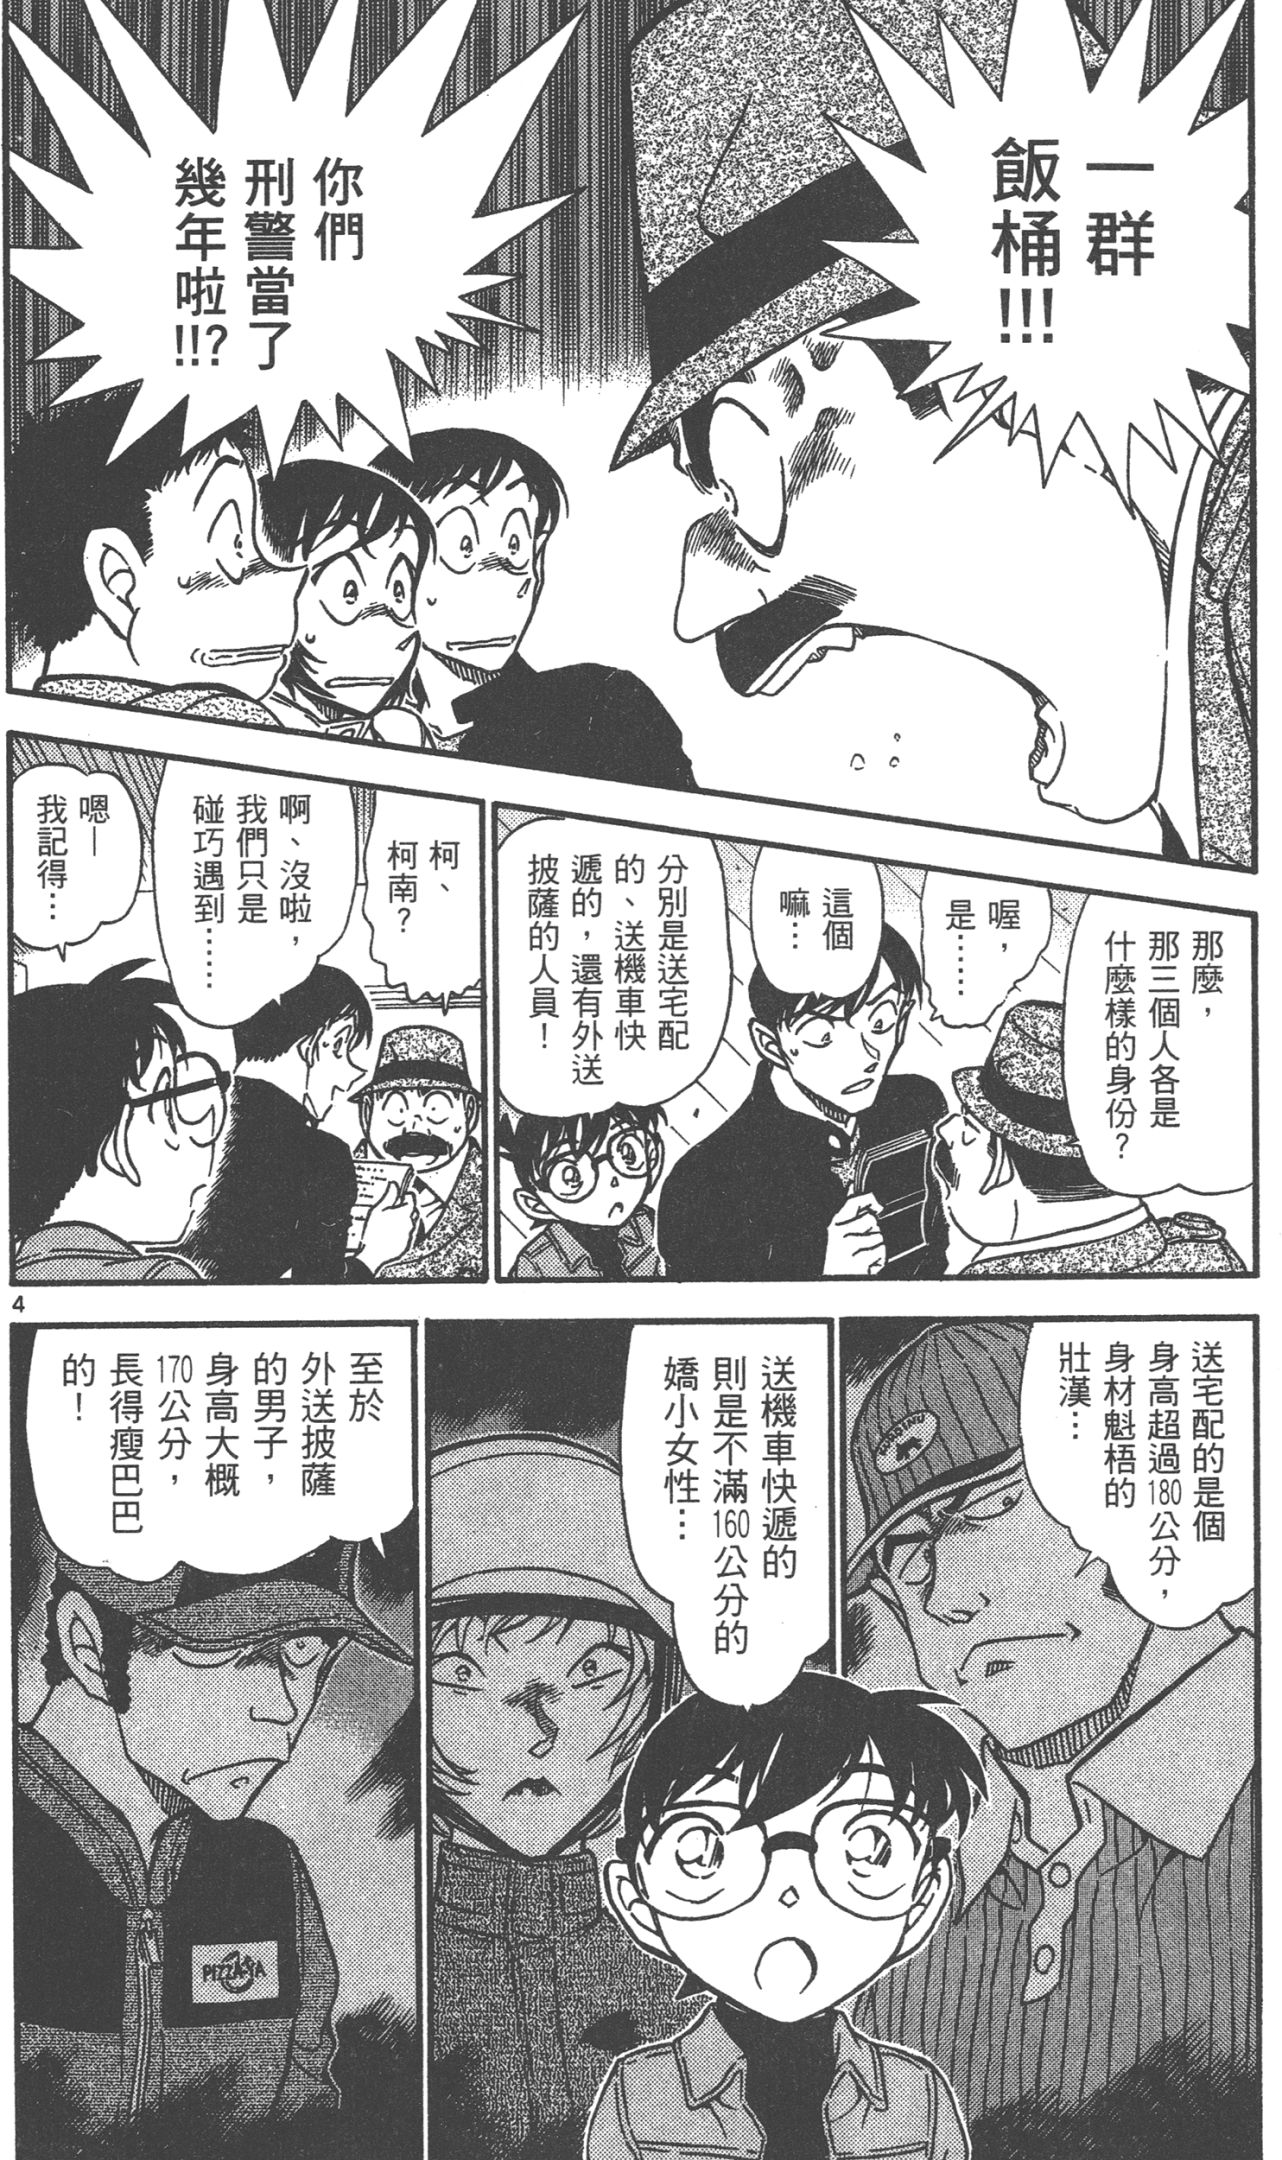 一群
飯桶!!!
你們
刑警當了
幾年啦!!?
那麼，
那三個人各是
什麼樣的身份？
喔，
是……
這個
嘛…
分別是送宅配
的、送機車快
遞的，還有外送
披薩的人員！
柯、
柯南？
啊、沒啦，
我們只是
碰巧遇到……
嗯—
我記得…
4
送宅配的是個
身高超過180公分，
身材魁梧的
壯漢…
送機車快遞的
則是不滿160公分的
嬌小女性…
至於
外送披薩
的男子，
身高大概
170公分，
長得瘦巴巴
的！
PIZZA-LA